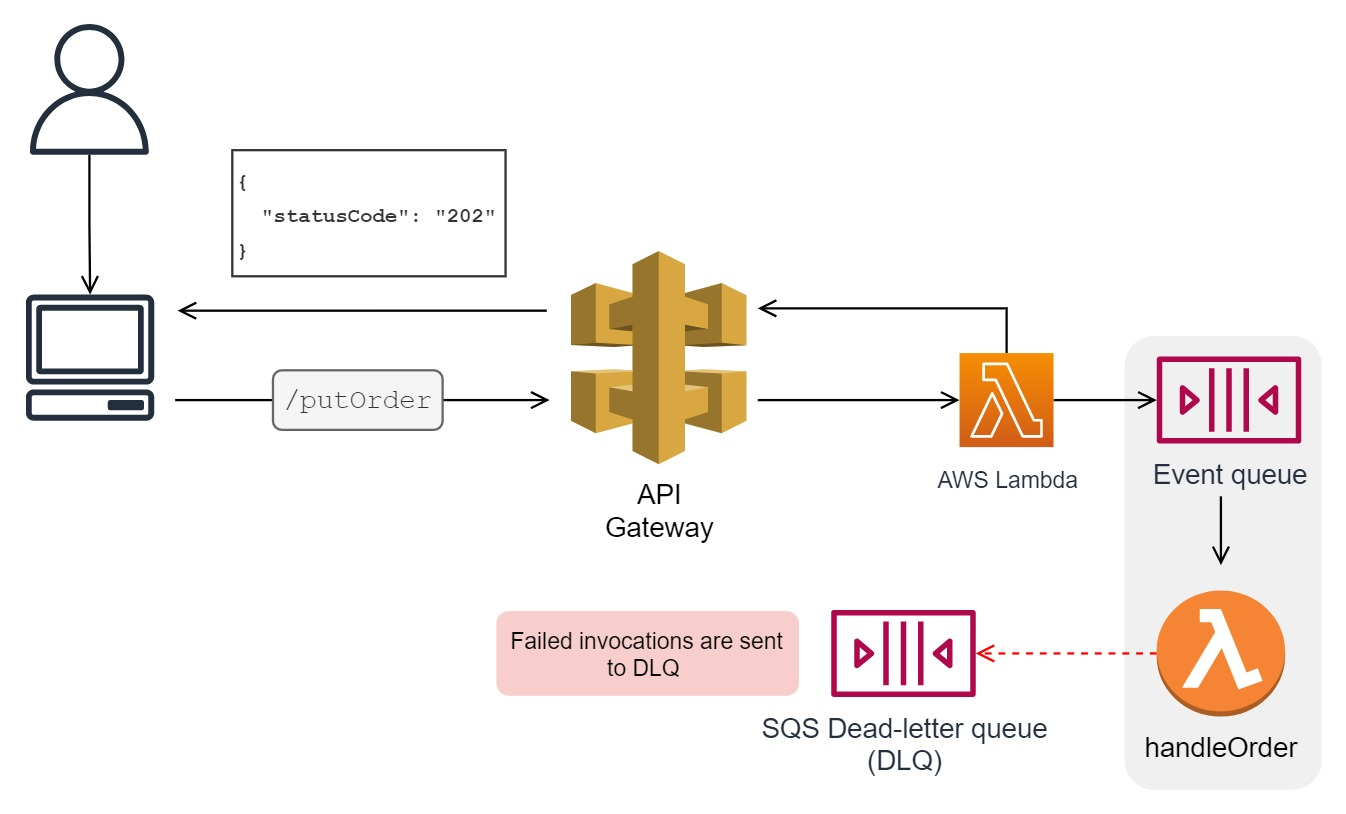 {
"statusCode": "202"
}
/putOrder
API
Gateway
AWS Lambda
Event queue
Failed invocations are sent
to DLQ
SQS Dead-letter queue
(DLQ)
handleOrder